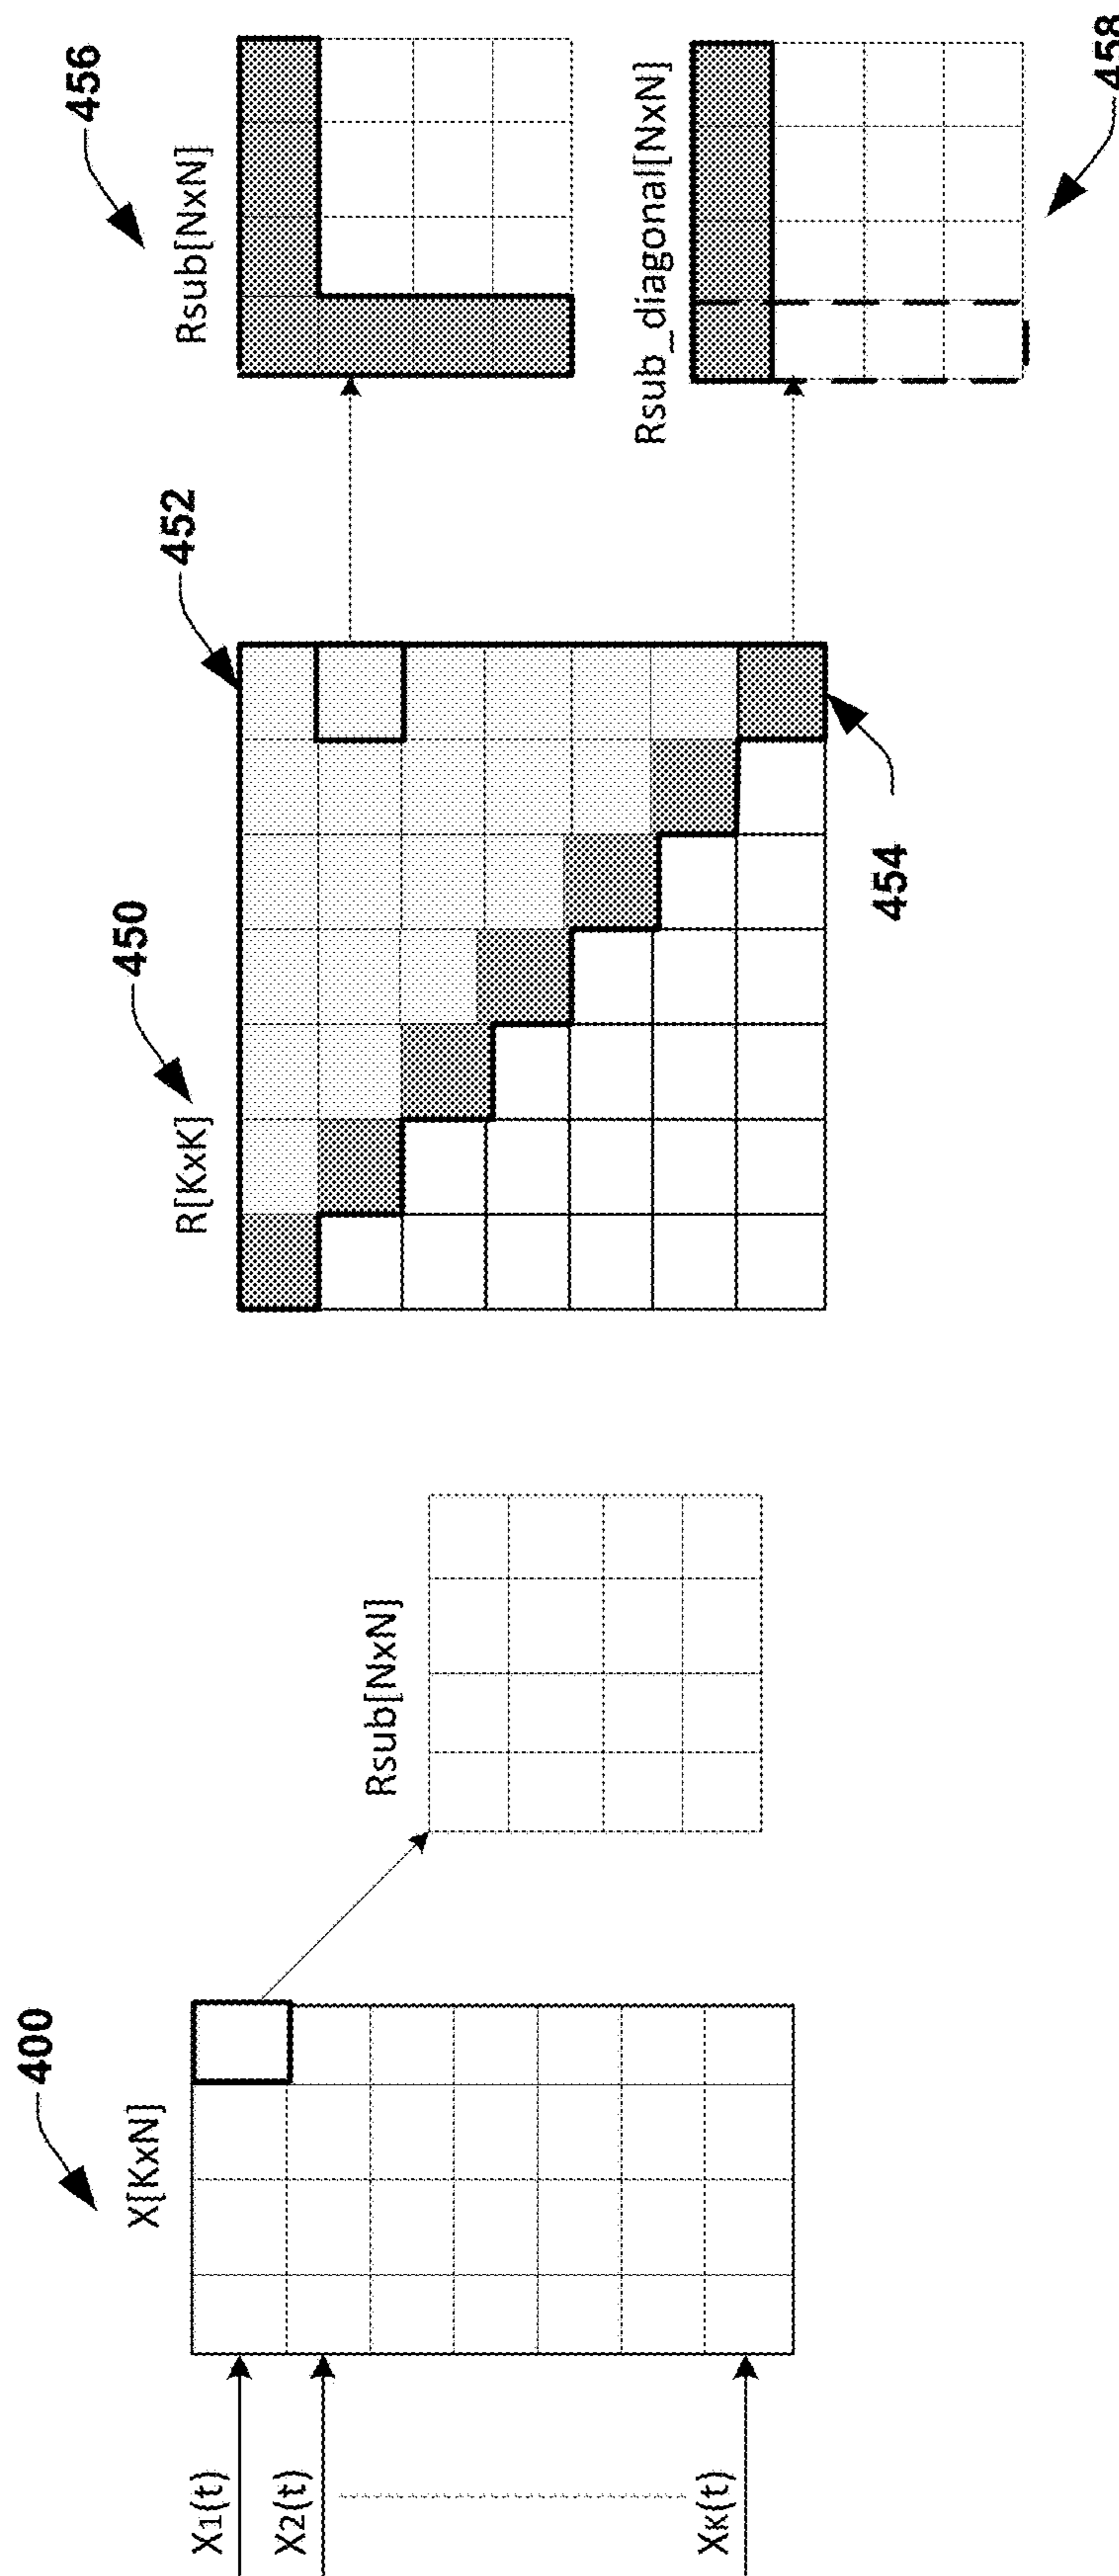 400
X[KxN]
X1(t)
X2(t)
XK(t)
Rsub[NxN]
450
R[KxK]
452
454
456
Rsub[NxN]
Rsub_diagonal[NxN]
458